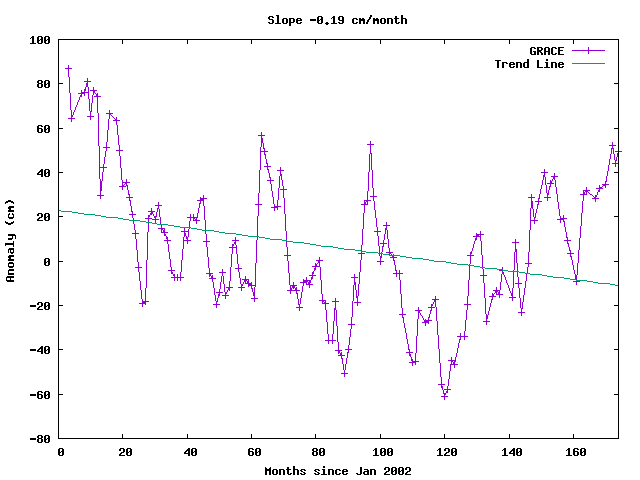 Slope -0.19 cm/month
GRACE
Trend Line
100
80
60
40
20
0
-20
-40
-60
-80
Anomaly (cm)
0 20 40 60 80 100 120 140 160
Months since Jan 2002